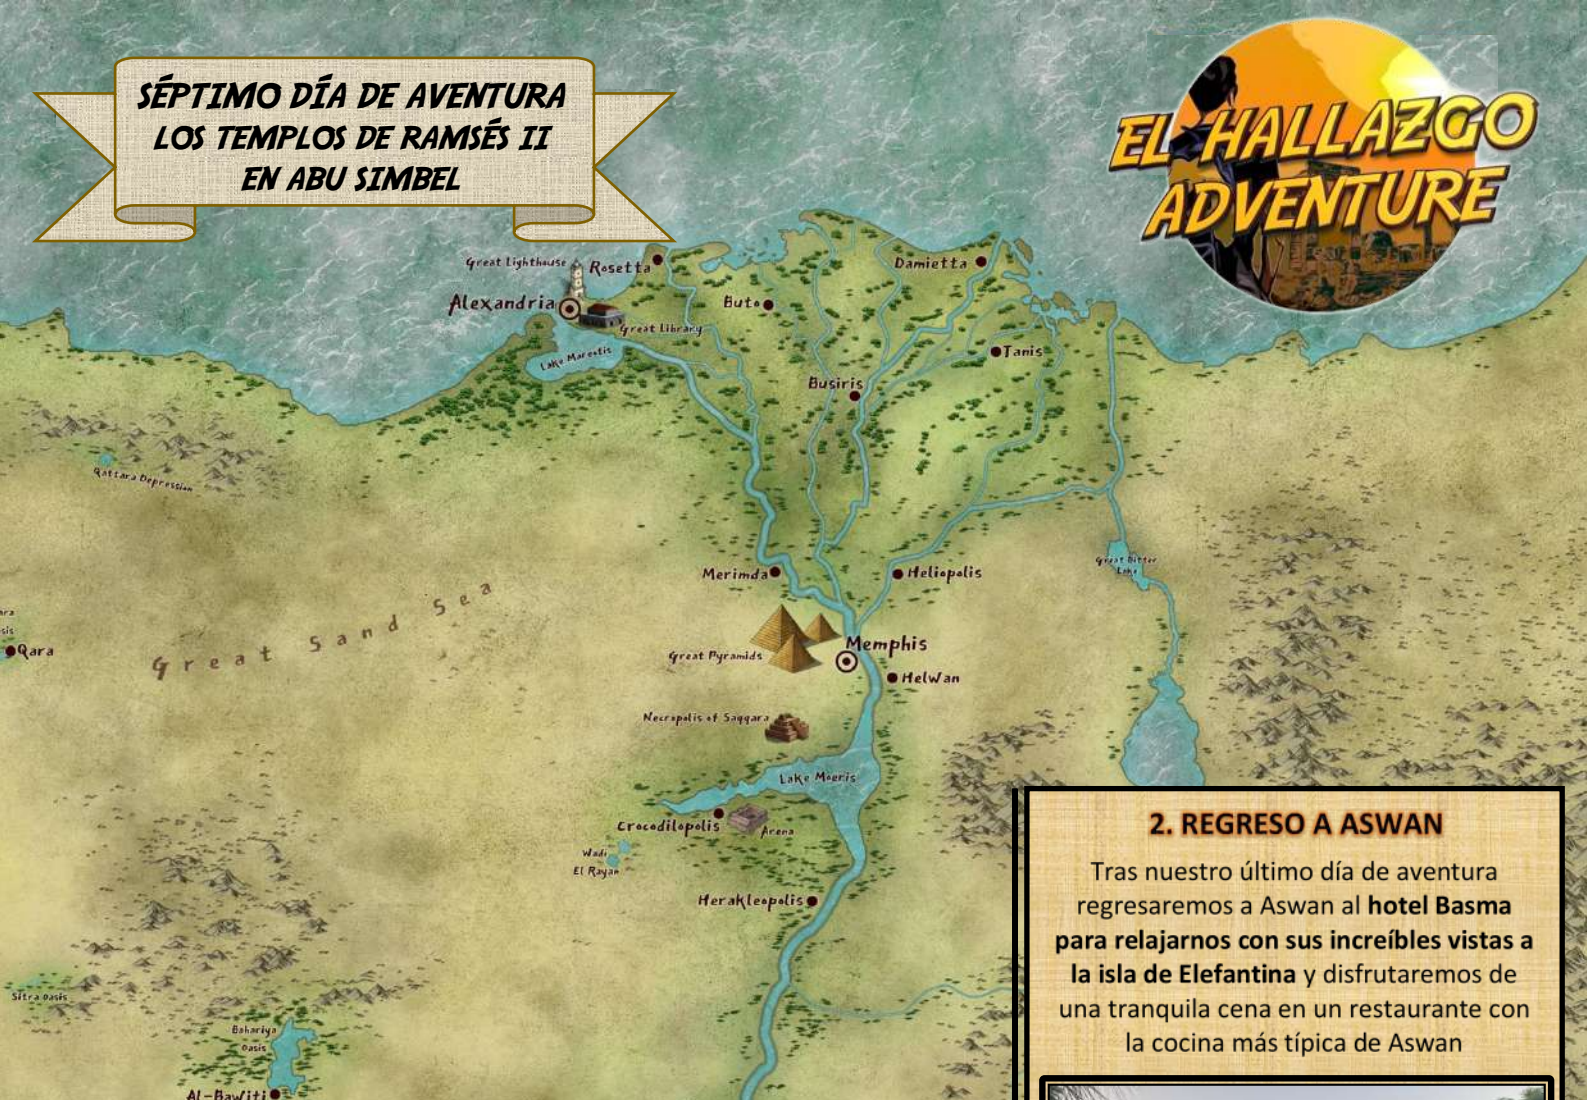 SÉPTIMO DÍA DE AVENTURA
LOS TEMPLOS DE RAMSÉS II
EN ABU SIMBEL
EL HALLAZGO
ADVENTURE
Great Lighthouse
Rosetta
Damietta
Alexandria
Buto
Great Library
Lake Mareotis
Tanis
Busiris
Qattara Depression
Great Bitter
Lake
Merimda
Heliopolis
Great Sand Sea
Qara
Memphis
Great Pyramids
HelWan
Necropolis of Saqqara
Lake Moeris
Crocodilopolis
Arena
Wadi
El Rayan
Herakleopolis
Sitra Oasis
Bahariya
Oasis
Al-Bawiti
2. REGRESO A ASWAN
Tras nuestro último día de aventura
regresaremos a Aswan al hotel Basma
para relajarnos con sus increíbles vistas a
la isla de Elefantina y disfrutaremos de
una tranquila cena en un restaurante con
la cocina más típica de Aswan